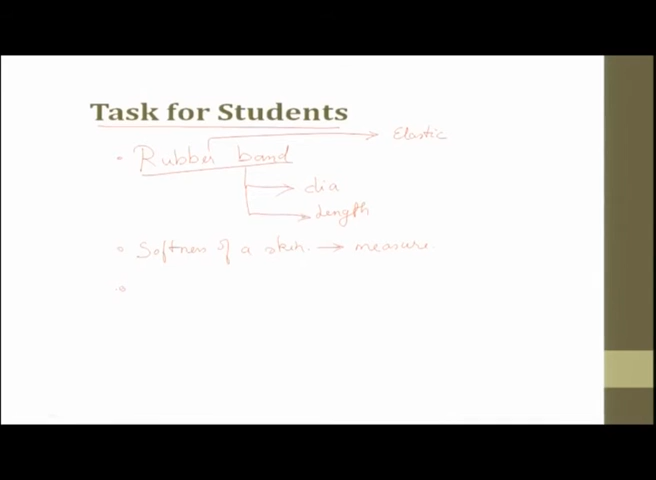 Task for Students
Rubber band → Elastic
→ dia
→ Length
Softness of a skin. → measure.